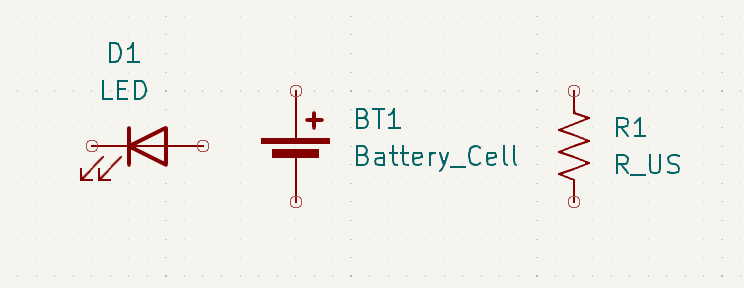 D1
LED
BT1
Battery_Cell
R1
R_US